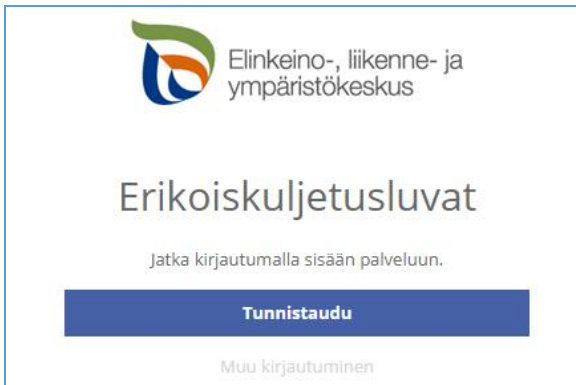 Elinkeino-, liikenne- ja
ympäristökeskus
Erikoiskuljetusluvat
Jatka kirjautumalla sisään palveluun.
Tunnistaudu
Muu kirjautuminen